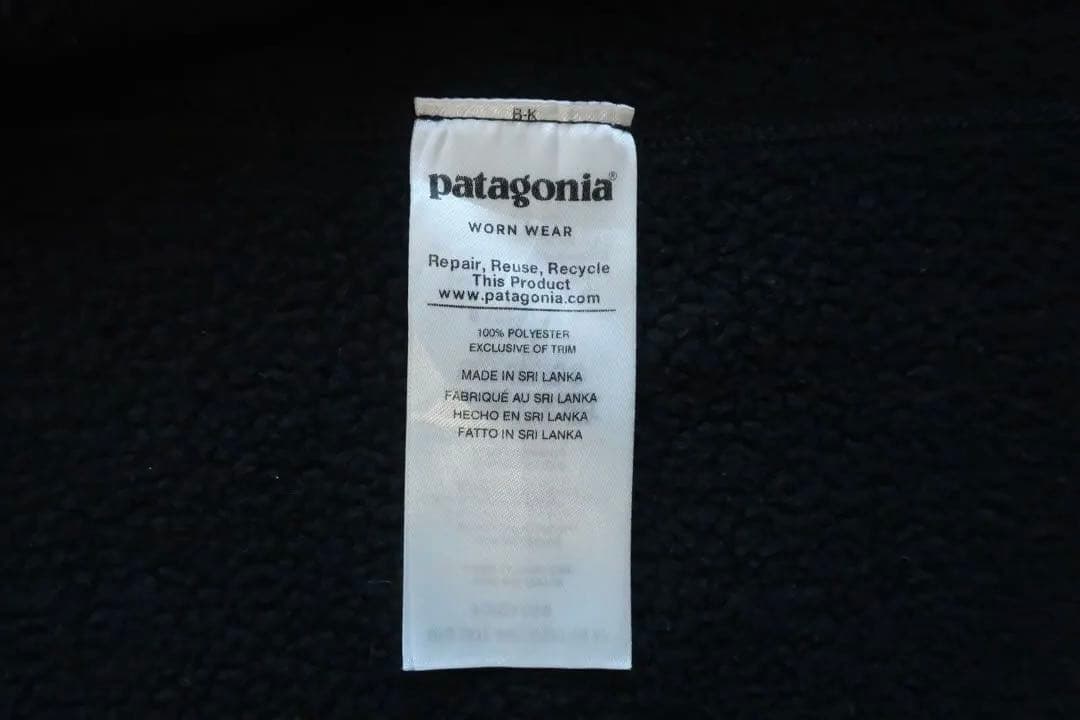 B-K
patagonia®
WORN WEAR
Repair, Reuse, Recycle
This Product
www.patagonia.com
100% POLYESTER
EXCLUSIVE OF TRIM
MADE IN SRI LANKA
FABRIQUÉ AU SRI LANKA
HECHO EN SRI LANKA
FATTO IN SRI LANKA